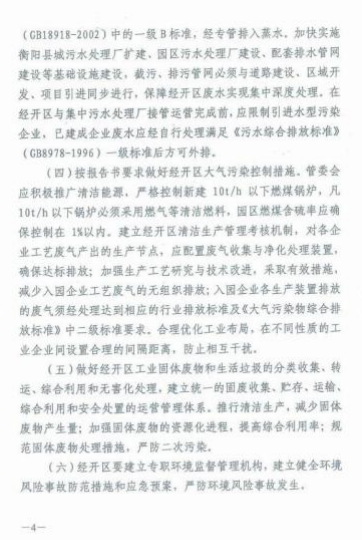 (GB18918-2002)中的一级B标准，经专管排入蒸水。加快实施
衡阳县城污水处理厂扩建、园区污水处理厂建设、配套排水管网
建设等基础设施建设，截污、排污管网必须与道路建设、区域开
发、项目引进同步进行，保障经开区废水实现集中深度处理。在
经开区与集中污水处理厂接管运营完成前，应限制引进水型污染
企业，已建成企业废水应经自行处理满足《污水综合排放标准》
(GB8978-1996)一级标准后方可外排。
（四）按报告书要求做好经开区大气污染控制措施。管委会
应积极推广清洁能源，严格控制新建 10t/h 以下燃煤锅炉，凡
10t/h 以下锅炉必须采用燃气等清洁燃料，园区燃煤含硫率应确
保控制在 1%以内。建立经开区清洁生产管理考核机制，对各企
业工艺废气产出的生产节点，应配置废气收集与净化处理装置，
确保达标排放；加强生产工艺研究与技术改进，采取有效措施，
减少入园企业工艺废气的无组织排放；入园企业各生产装置排放
的废气须经处理达到相应的行业排放标准及《大气污染物综合排
放标准》中二级标准要求。合理优化工业布局，在不同性质的工
业企业间设置合理的间隔距离，防止相互干扰。
（五）做好经开区工业固体废物和生活垃圾的分类收集、转
运、综合利用和无害化处理，建立统一的固废收集、贮存、运输、
综合利用和安全处置的运营管理体系。推行清洁生产，减少固体
废物产生量；加强固体废物的资源化进程，提高综合利用率；规
范固体废物处理措施，严防二次污染。
（六）经开区要建立专职环境监督管理机构，建立健全环境
风险事故防范措施和应急预案，严防环境风险事故发生。
—4—